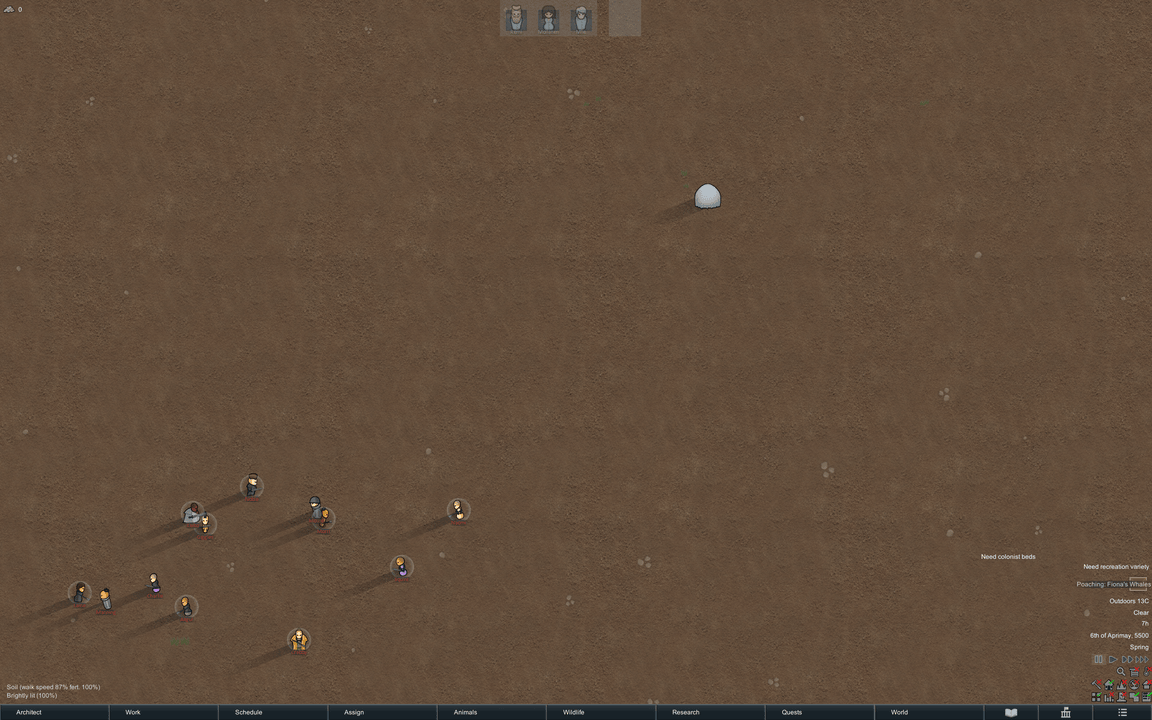 0
Need colonist beds
Need recreation variety
Poaching: Fiona's Whales
Outdoors 13C
Clear
7h
6th of Aprimay, 5500
Spring
Soil (walk speed 87% fert. 100%)
Brightly lit (100%)
Architect
Work
Schedule
Assign
Animals
Wildlife
Research
Quests
World